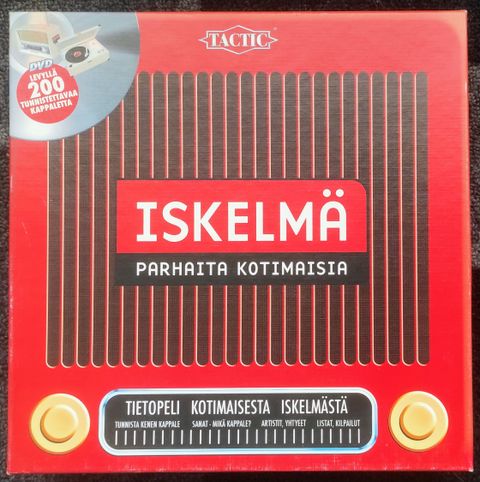 TACTIC
DVD
LEVYLLÄ
200
TUNNISTETTAVAA
KAPPALETTA
ISKELMÄ
PARHAITA KOTIMAISIA
TIETOPELI KOTIMAISESTA ISKELMÄSTÄ
TUNNISTA KENEN KAPPALE SANAT - MIKÄ KAPPALE? ARTISTIT, YHTYEET LISTAT, KILPAILUT